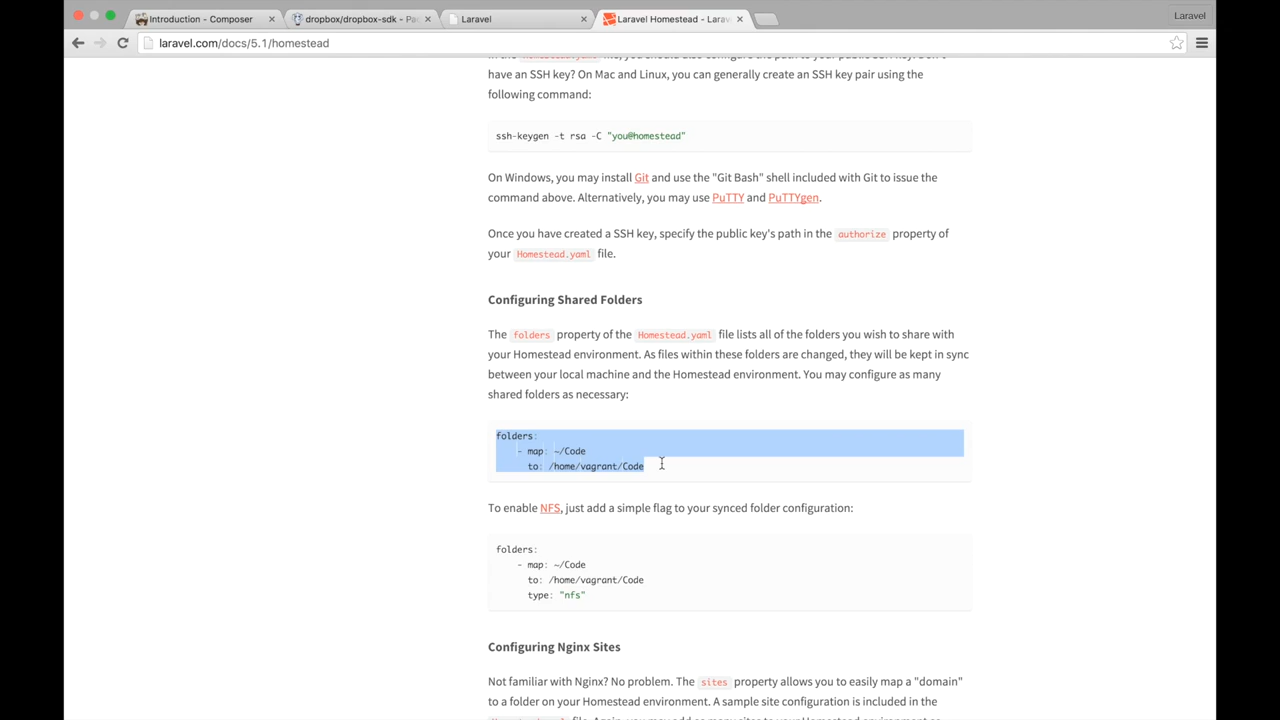 Introduction - Composer
dropbox/dropbox-sdk - Pa
Laravel
Laravel Homestead - Larav
Laravel
laravel.com/docs/5.1/homestead
have an SSH key? On Mac and Linux, you can generally create an SSH key pair using the
following command:
ssh-keygen -t rsa -C "you@homestead"
On Windows, you may install Git and use the "Git Bash" shell included with Git to issue the
command above. Alternatively, you may use PuTTY and PuTTYgen.
Once you have created a SSH key, specify the public key's path in the authorize property of
your Homestead.yaml file.
Configuring Shared Folders
The folders property of the Homestead.yaml file lists all of the folders you wish to share with
your Homestead environment. As files within these folders are changed, they will be kept in sync
between your local machine and the Homestead environment. You may configure as many
shared folders as necessary:
folders:
- map: ~/Code
to: /home/vagrant/Code
To enable NFS, just add a simple flag to your synced folder configuration:
folders:
- map: ~/Code
to: /home/vagrant/Code
type: "nfs"
Configuring Nginx Sites
Not familiar with Nginx? No problem. The sites property allows you to easily map a "domain"
to a folder on your Homestead environment. A sample site configuration is included in the